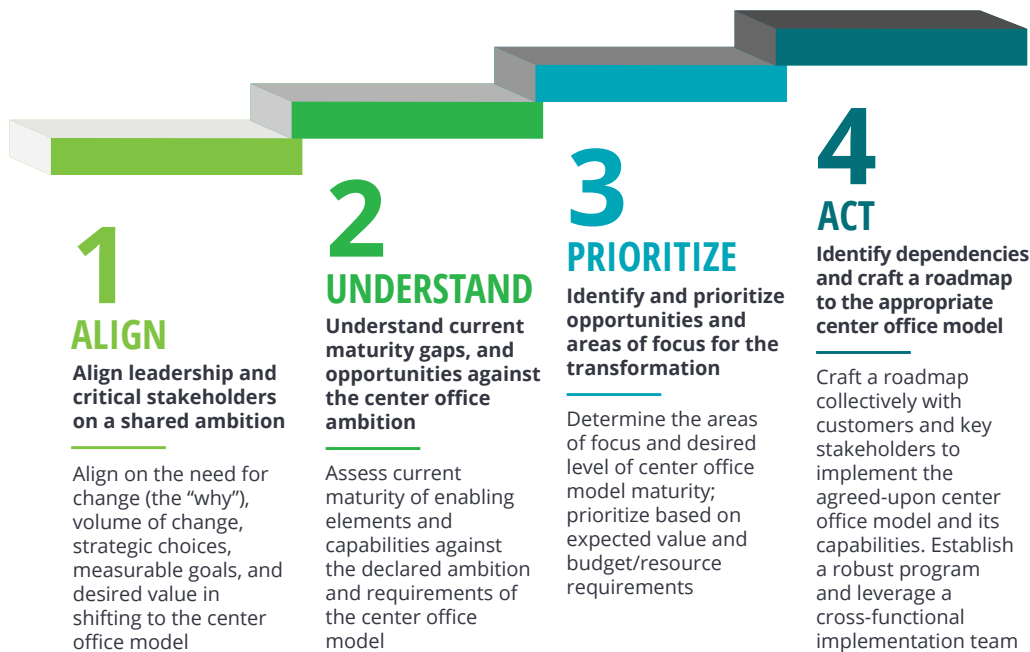 1
ALIGN
Align leadership and
critical stakeholders
on a shared ambition
Align on the need for
change (the “why”),
volume of change,
strategic choices,
measurable goals, and
desired value in
shifting to the center
office model
2
UNDERSTAND
Understand current
maturity gaps, and
opportunities against
the center office
ambition
Assess current
maturity of enabling
elements and
capabilities against
the declared ambition
and requirements of
the center office
model
3
PRIORITIZE
Identify and prioritize
opportunities and
areas of focus for the
transformation
Determine the areas
of focus and desired
level of center office
model maturity;
prioritize based on
expected value and
budget/resource
requirements
4
ACT
Identify dependencies
and craft a roadmap
to the appropriate
center office model
Craft a roadmap
collectively with
customers and key
stakeholders to
implement the
agreed-upon center
office model and its
capabilities. Establish
a robust program
and leverage a
cross-functional
implementation team